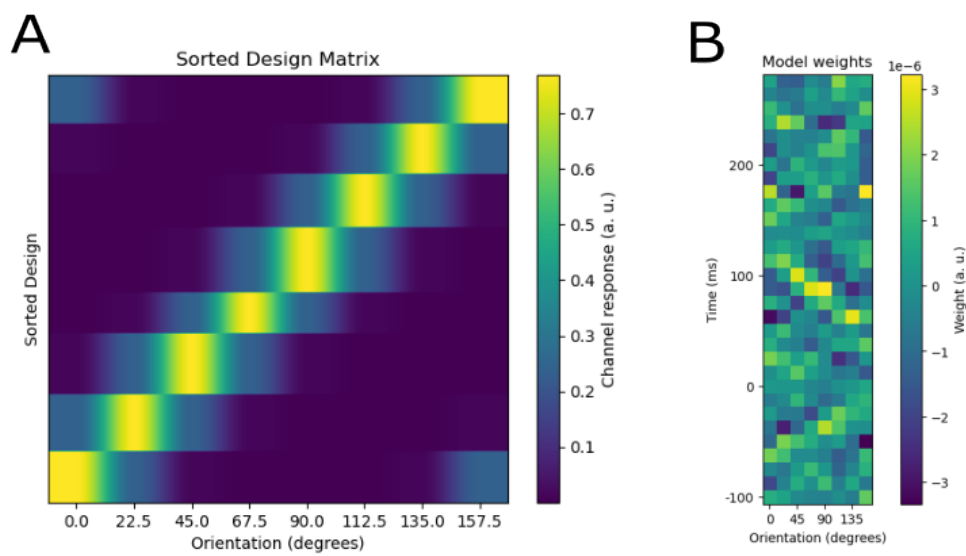 A
Sorted Design Matrix
Sorted Design
0.0 22.5 45.0 67.5 90.0 112.5 135.0 157.5
Orientation (degrees)
0.7
0.6
0.5
0.4
0.3
0.2
0.1
Channel response (a. u.)
B
Model weights
1e−6
Time (ms)
200
100
0
-100
0 45 90 135
Orientation (degrees)
3
2
1
0
−1
−2
−3
Weight (a. u.)